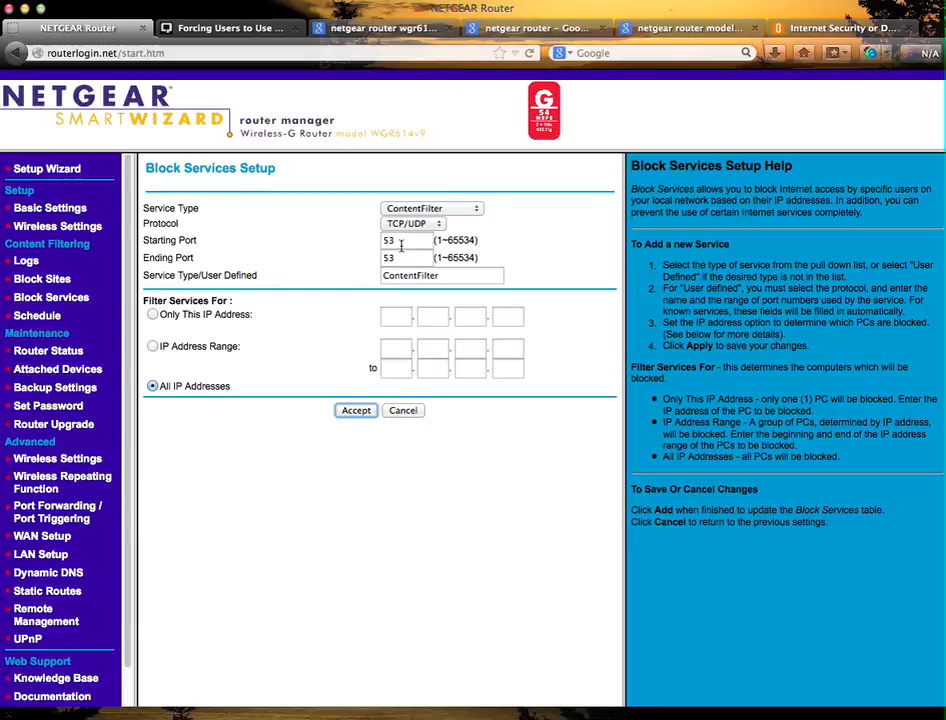 NETGEAR Router
NETGEAR Router
Forcing Users to Use ...
netgear router wgr61...
netgear router – Goo...
netgear router model...
Internet Security or D...
routerlogin.net/start.htm
Google
N/A
NETGEAR
SMARTWIZARD
router manager
Wireless-G Router model WGR614v9
G
54
Setup Wizard
Setup
Basic Settings
Wireless Settings
Content Filtering
Logs
Block Sites
Block Services
Schedule
Maintenance
Router Status
Attached Devices
Backup Settings
Set Password
Router Upgrade
Advanced
Wireless Settings
Wireless Repeating
Function
Port Forwarding /
Port Triggering
WAN Setup
LAN Setup
Dynamic DNS
Static Routes
Remote
Management
UPnP
Web Support
Knowledge Base
Documentation
Block Services Setup
Service Type ContentFilter
Protocol TCP/UDP
Starting Port 53 (1~65534)
Ending Port 53 (1~65534)
Service Type/User Defined ContentFilter
Filter Services For :
Only This IP Address: . . .
IP Address Range: . . .
to . . .
All IP Addresses
Accept Cancel
Block Services Setup Help
Block Services allows you to block Internet access by specific users on
your local network based on their IP addresses. In addition, you can
prevent the use of certain internet services completely.
To Add a new Service
1. Select the type of service from the pull down list, or select "User
Defined" if the desired type is not in the list.
2. For "User defined", you must select the protocol, and enter the
name and the range of port numbers used by the service. For
known services, these fields will be filled in automatically.
3. Set the IP address option to determine which PCs are blocked.
(See below for more details)
4. Click Apply to save your changes.
Filter Services For - this determines the computers which will be
blocked.
• Only This IP Address - only one (1) PC will be blocked. Enter the
IP address of the PC to be blocked.
• IP Address Range - A group of PCs, determined by IP address,
will be blocked. Enter the beginning and end of the IP address
range of the PCs to be blocked.
• All IP Addresses - all PCs will be blocked.
To Save Or Cancel Changes
Click Add when finished to update the Block Services table.
Click Cancel to return to the previous settings.